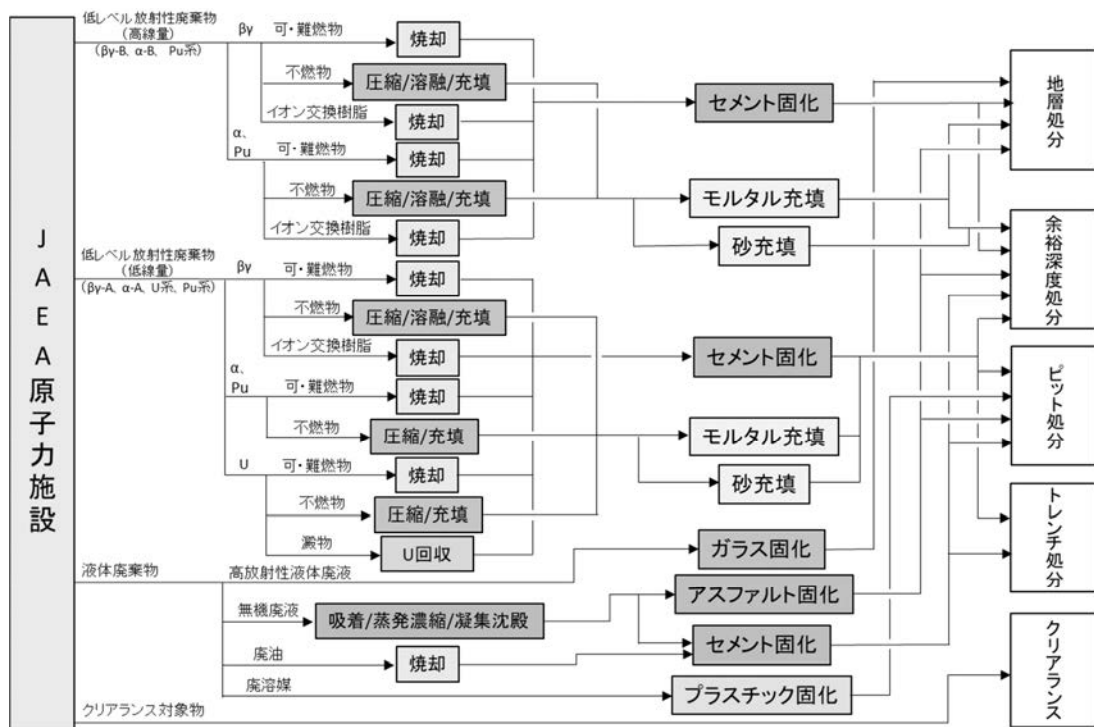 JAEA原子力施設
低レベル放射性廃棄物
(高線量)
(βγ-B、α-B、 Pu系)
βγ
可・難燃物
焼却
不燃物
圧縮/溶融/充填
イオン交換樹脂
焼却
α、
Pu
可・難燃物
焼却
不燃物
圧縮/溶融/充填
イオン交換樹脂
焼却
セメント固化
モルタル充填
砂充填
低レベル放射性廃棄物
(低線量)
(βγ-A、α-A、U系、Pu系)
βγ
可・難燃物
焼却
不燃物
圧縮/溶融/充填
イオン交換樹脂
焼却
α、
Pu
可・難燃物
焼却
不燃物
圧縮/充填
U
可・難燃物
焼却
不燃物
圧縮/充填
澱物
U回収
セメント固化
モルタル充填
砂充填
液体廃棄物
高放射性液体廃液
ガラス固化
無機廃液
吸着/蒸発濃縮/凝集沈殿
アスファルト固化
セメント固化
廃油
焼却
廃溶媒
プラスチック固化
クリアランス対象物
地層処分
余裕深度処分
ピット処分
トレンチ処分
クリアランス